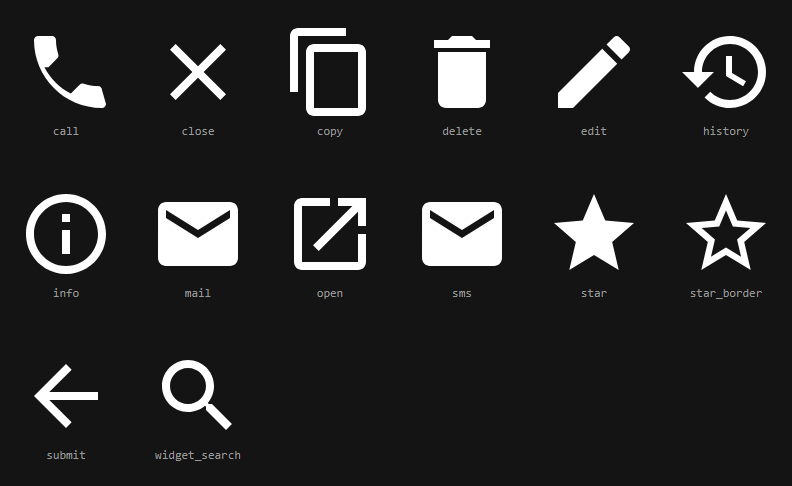 call
close
copy
delete
edit
history
info
mail
open
sms
star
star_border
submit
widget_search